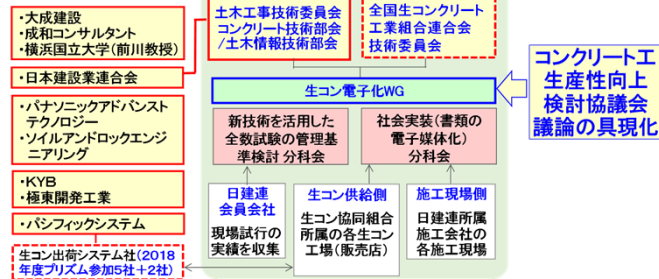 ・大成建設
・成和コンサルタント
・横浜国立大学(前川教授)
・日本建設業連合会
・パナソニックアドバンスト
テクノロジー
・ソイルアンドロックエンジ
ニアリング
・KYB
・極東開発工業
・パシフィックシステム
生コン出荷システム社(2018
年度プリズム参加5社+2社)
土木工事技術委員会
コンクリート技術部会
/土木情報技術部会
全国生コンクリート
工業組合連合会
技術委員会
生コン電子化WG
新技術を活用した
全数試験の管理基
準検討 分科会
社会実装(書類の
電子媒体化)
分科会
日建連
会員会社
現場試行の
実績を収集
生コン供給側
生コン協同組合
所属の各生コン
工場(販売店)
施工現場側
日建連所属
施工会社の
各施工現場
コンクリート工
生産性向上
検討協議会
議論の具現化